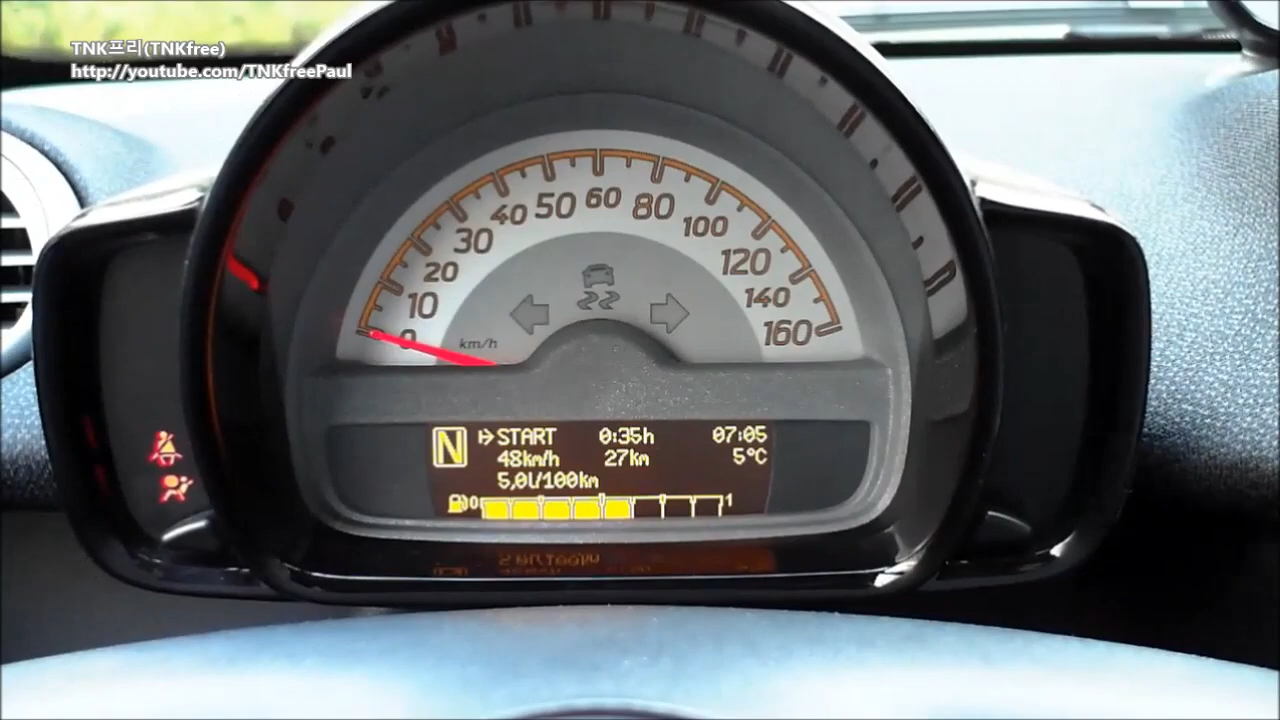 TNK프리(TNKfree)
http://youtube.com/TNKfreePaul
0 10 20 30 40 50 60 80 100 120 140 160
km/h
N START 0:35h 07:05
48km/h 27km 5°C
5,0l/100km
0 1